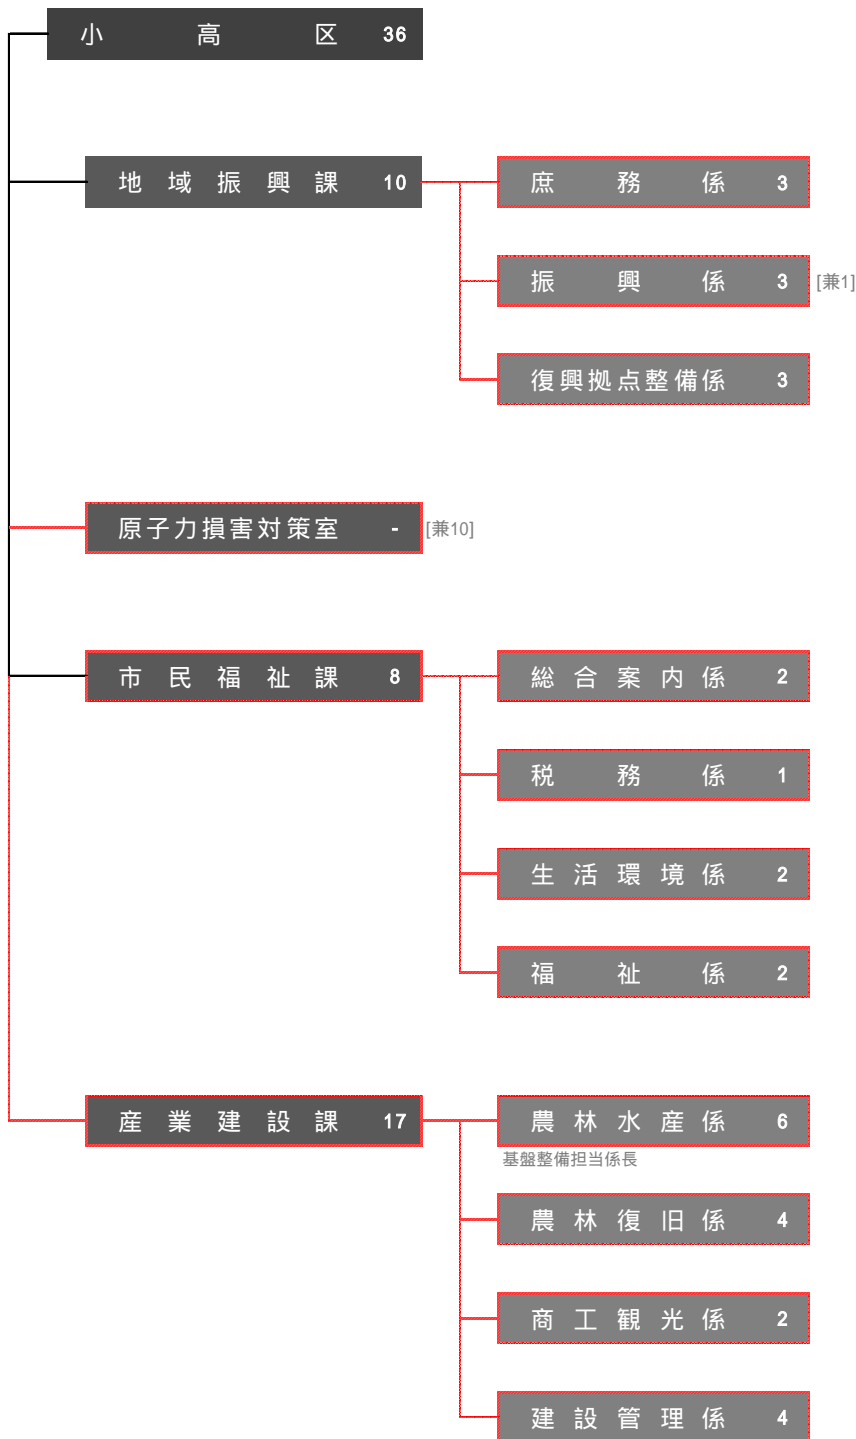 小高区 36
地域振興課 10
庶務係 3
振興係 3 [兼1]
復興拠点整備係 3
原子力損害対策室 - [兼10]
市民福祉課 8
総合案内係 2
税務係 1
生活環境係 2
福祉係 2
産業建設課 17
農林水産係 6
基盤整備担当係長
農林復旧係 4
商工観光係 2
建設管理係 4